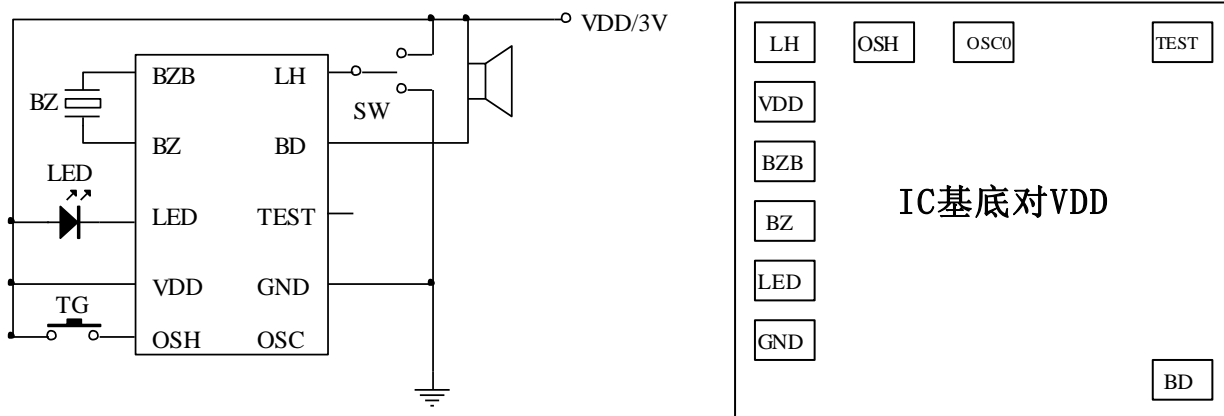 VDD/3V
BZB LH
BZ SW
BZ BD
LED
LED TEST
VDD GND
TG
OSH OSC
LH OSH OSC0 TEST
VDD
BZB
IC基底对VDD
BZ
LED
GND
BD